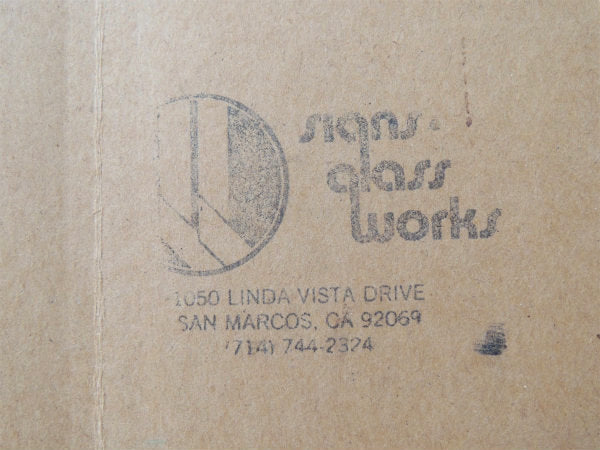 signs.
glass
works
1050 LINDA VISTA DRIVE
SAN MARCOS, CA 92069
(714) 744-2324